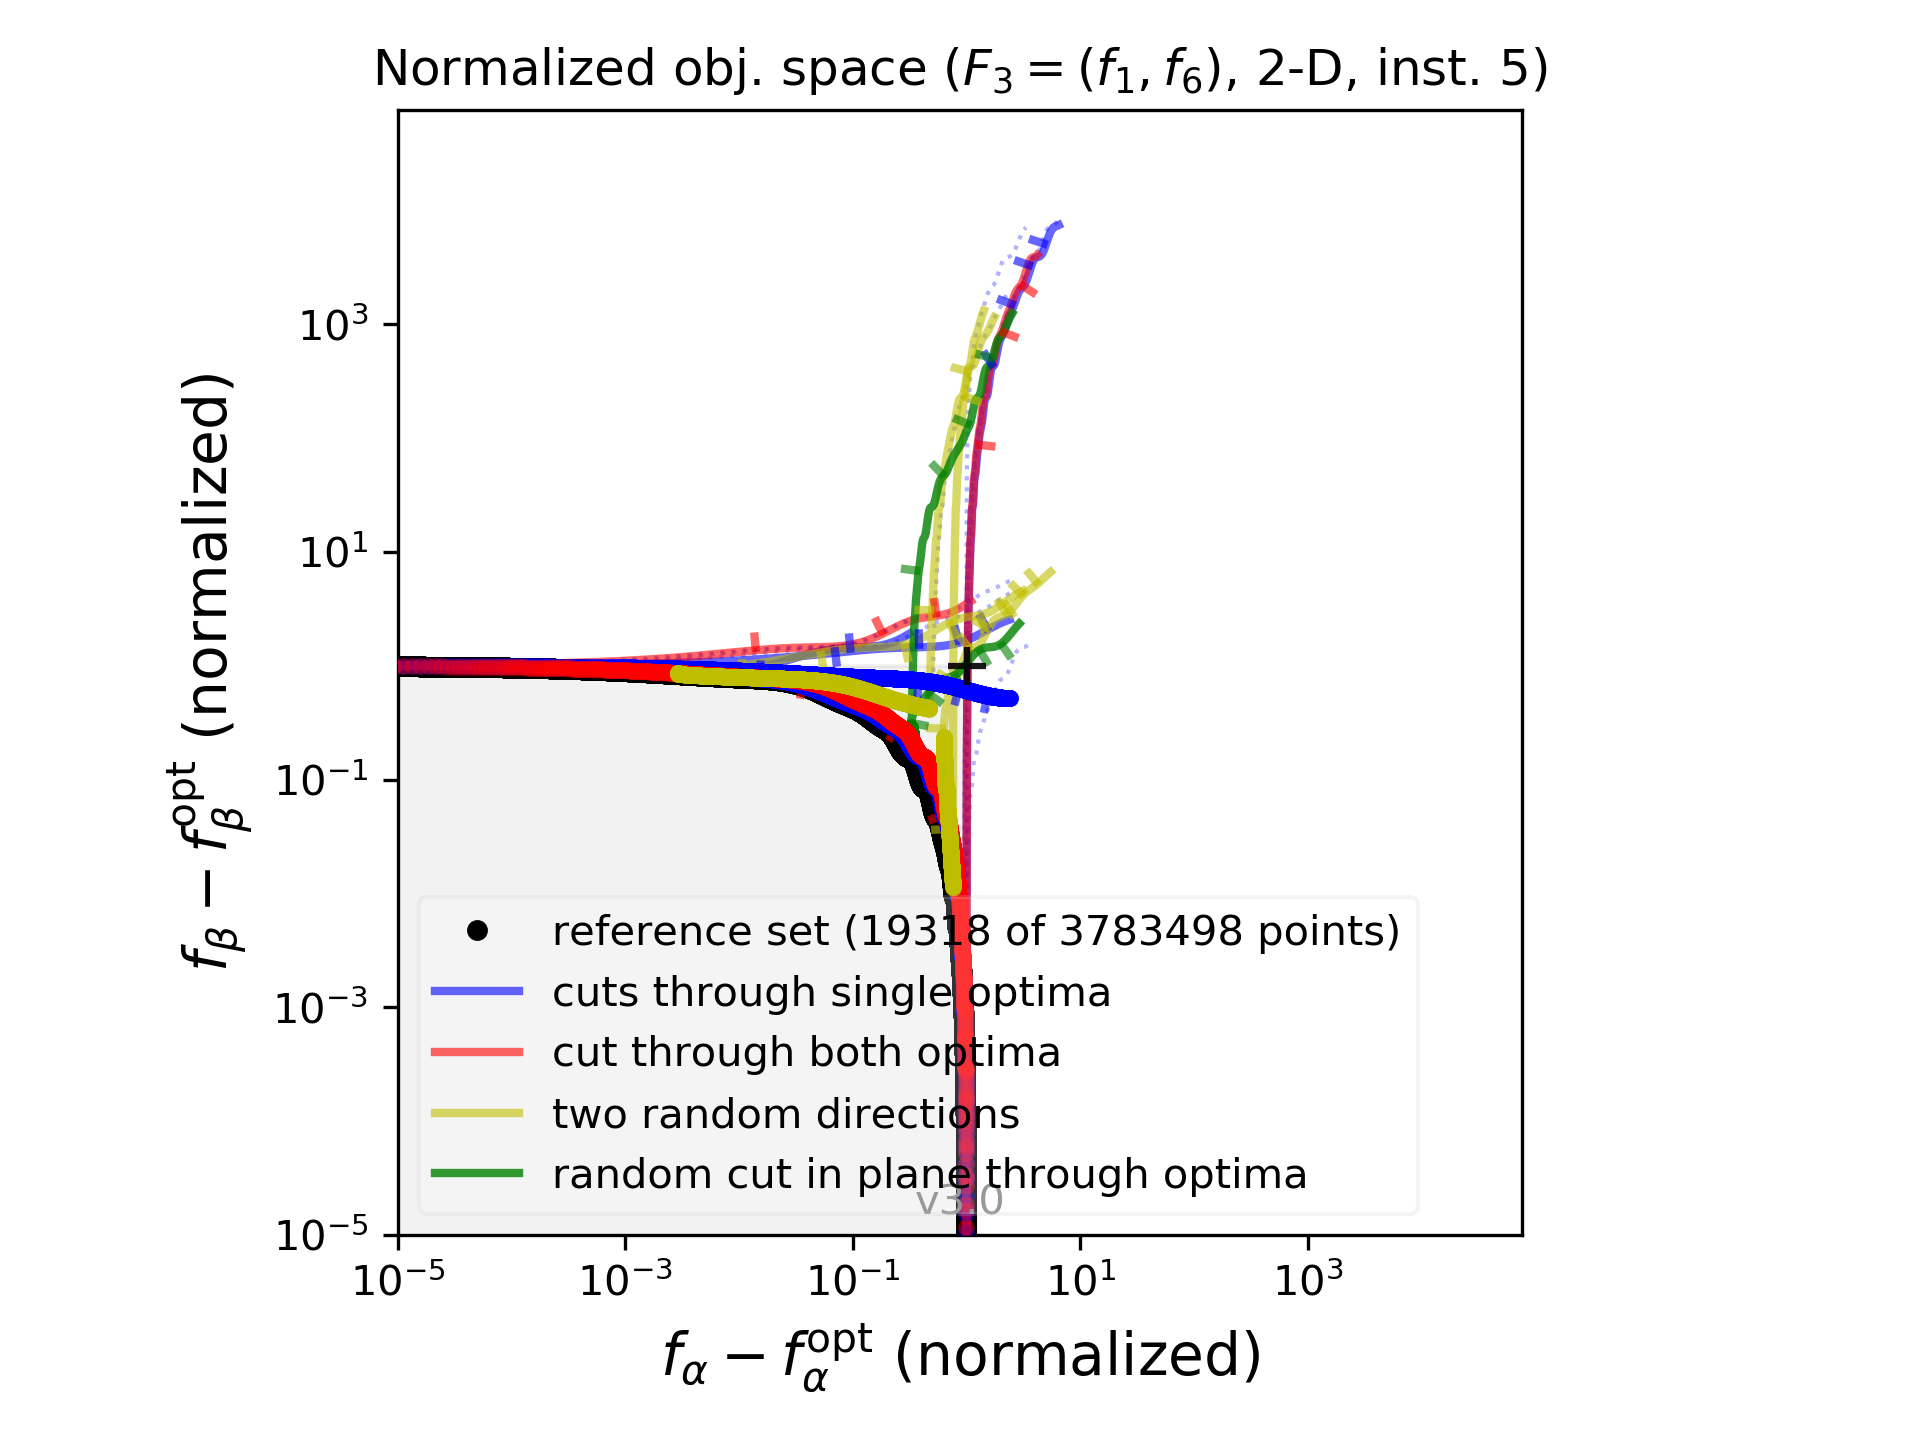 Normalized obj. space (F₃ = (f₁, f₆), 2-D, inst. 5)
f_β − f_β^opt (normalized)
10³
10¹
10⁻¹
10⁻³
10⁻⁵
reference set (19318 of 3783498 points)
cuts through single optima
cut through both optima
two random directions
random cut in plane through optima
v3.0
10⁻⁵ 10⁻³ 10⁻¹ 10¹ 10³
f_α − f_α^opt (normalized)